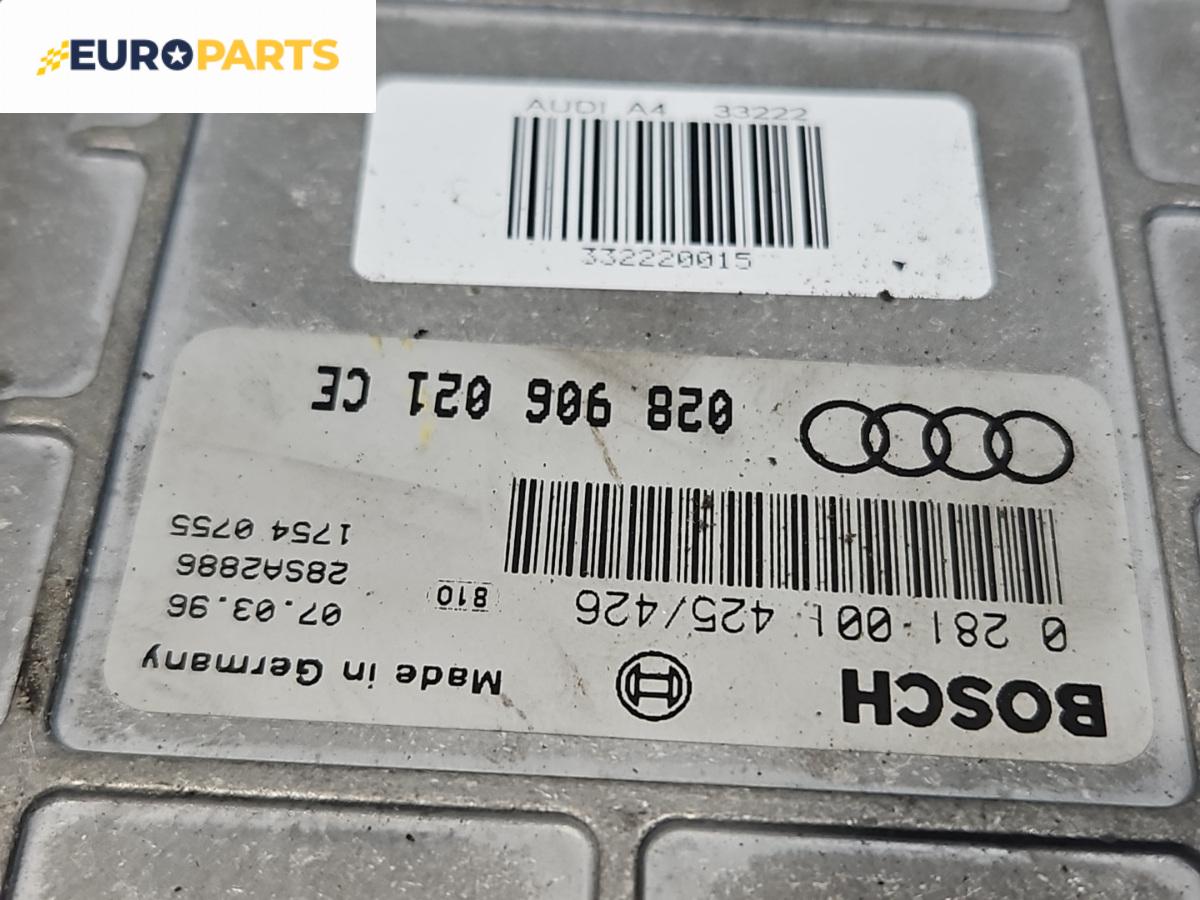 EUROPARTS
AUDI A4 33222
332220015
BOSCH
Made in Germany
0 281 001 425/426
810
07.03.96
28SA2886
1754 0755
028 906 021 CE